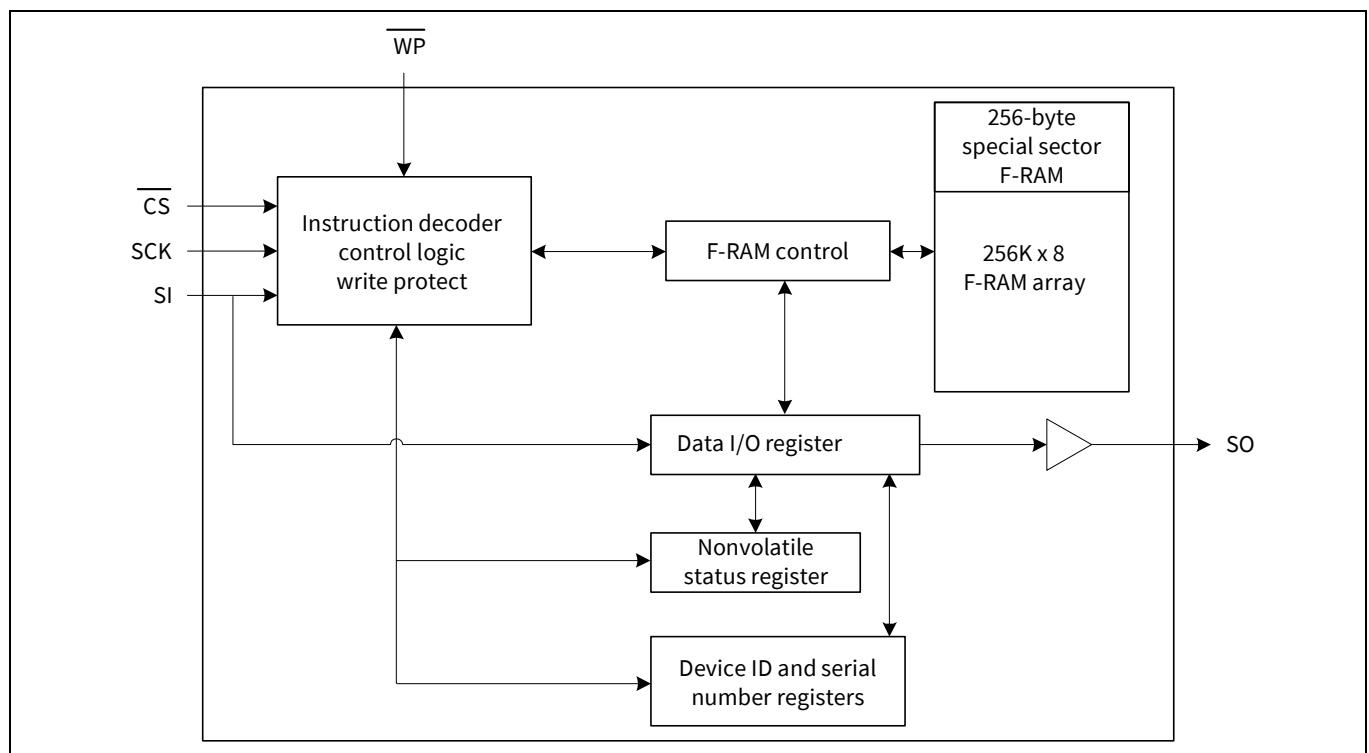 WP
256-byte
special sector
F-RAM
CS
SCK
SI
Instruction decoder
control logic
write protect
F-RAM control
256K x 8
F-RAM array
Data I/O register
SO
Nonvolatile
status register
Device ID and serial
number registers